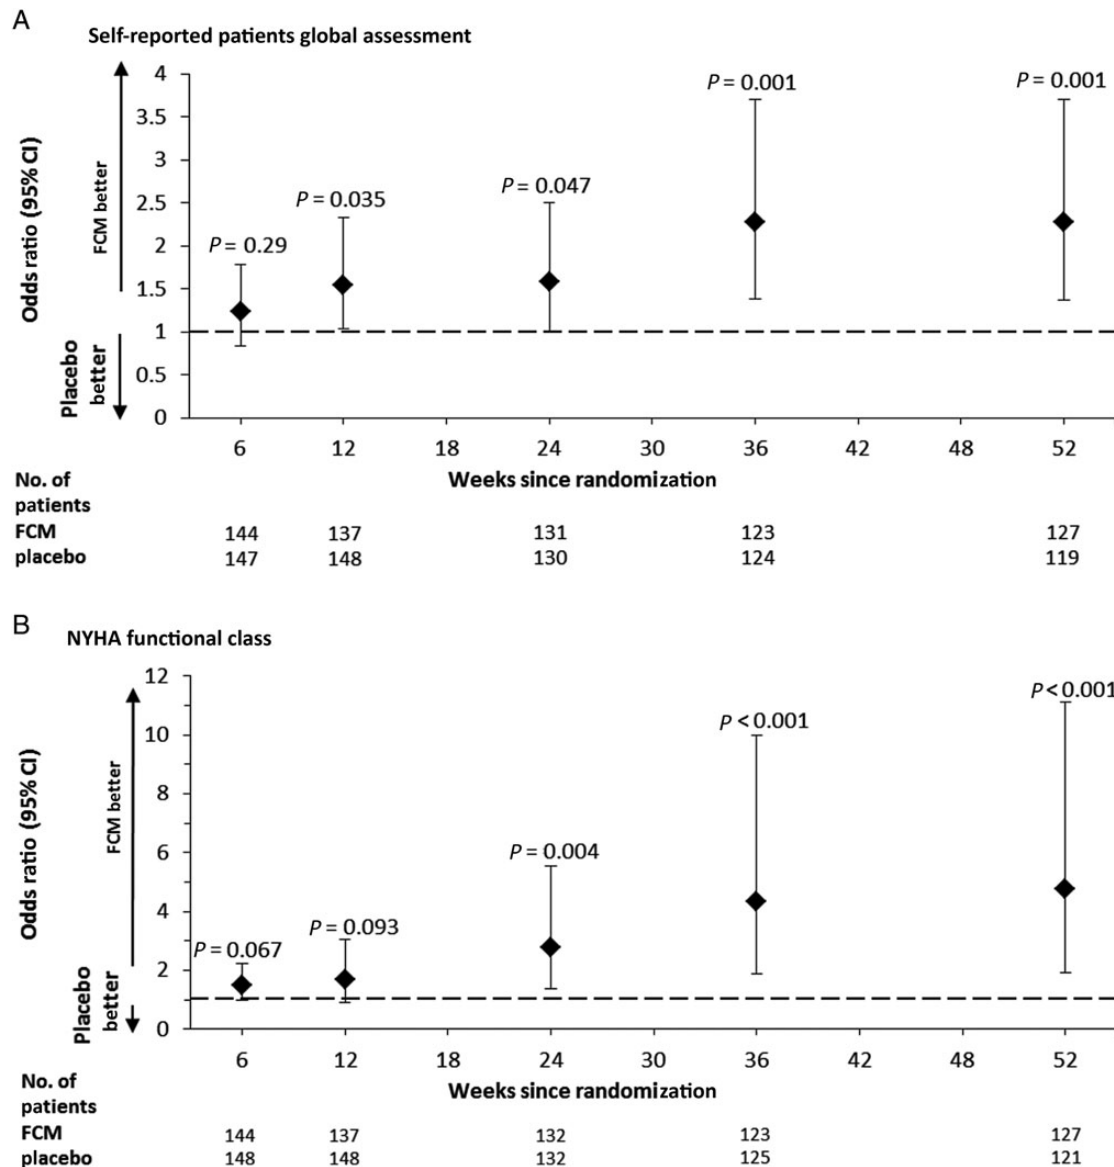 A
Self-reported patients global assessment
Odds ratio (95% CI)
FCM better
Placebo better
4
3.5
3
2.5
2
1.5
1
0.5
0
P = 0.29
P = 0.035
P = 0.047
P = 0.001
P = 0.001
6 12 18 24 30 36 42 48 52
Weeks since randomization
No. of
patients
FCM 144 137 131 123 127
placebo 147 148 130 124 119
B
NYHA functional class
Odds ratio (95% CI)
FCM better
Placebo better
12
10
8
6
4
2
0
P = 0.067
P = 0.093
P = 0.004
P < 0.001
P < 0.001
6 12 18 24 30 36 42 48 52
Weeks since randomization
No. of
patients
FCM 144 137 132 123 127
placebo 148 148 132 125 121